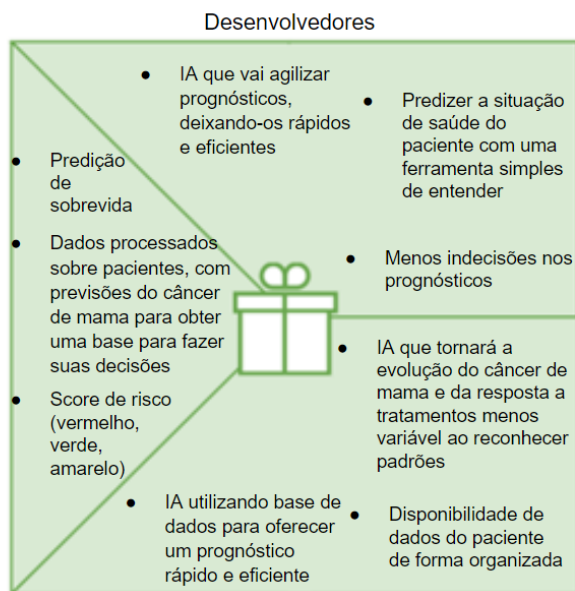 Desenvolvedores
● IA que vai agilizar
prognósticos,
deixando-os rápidos
e eficientes
● Predizer a situação
de saúde do
paciente com uma
ferramenta simples
de entender
● Predição
de
sobrevida
● Dados processados
sobre pacientes, com
previsões do câncer
de mama para obter
uma base para fazer
suas decisões
● Score de risco
(vermelho,
verde,
amarelo)
● Menos indecisões nos
prognósticos
● IA que tornará a
evolução do câncer de
mama e da resposta a
tratamentos menos
variável ao reconhecer
padrões
● IA utilizando base de
dados para oferecer
um prognóstico
rápido e eficiente
● Disponibilidade de
dados do paciente
de forma organizada